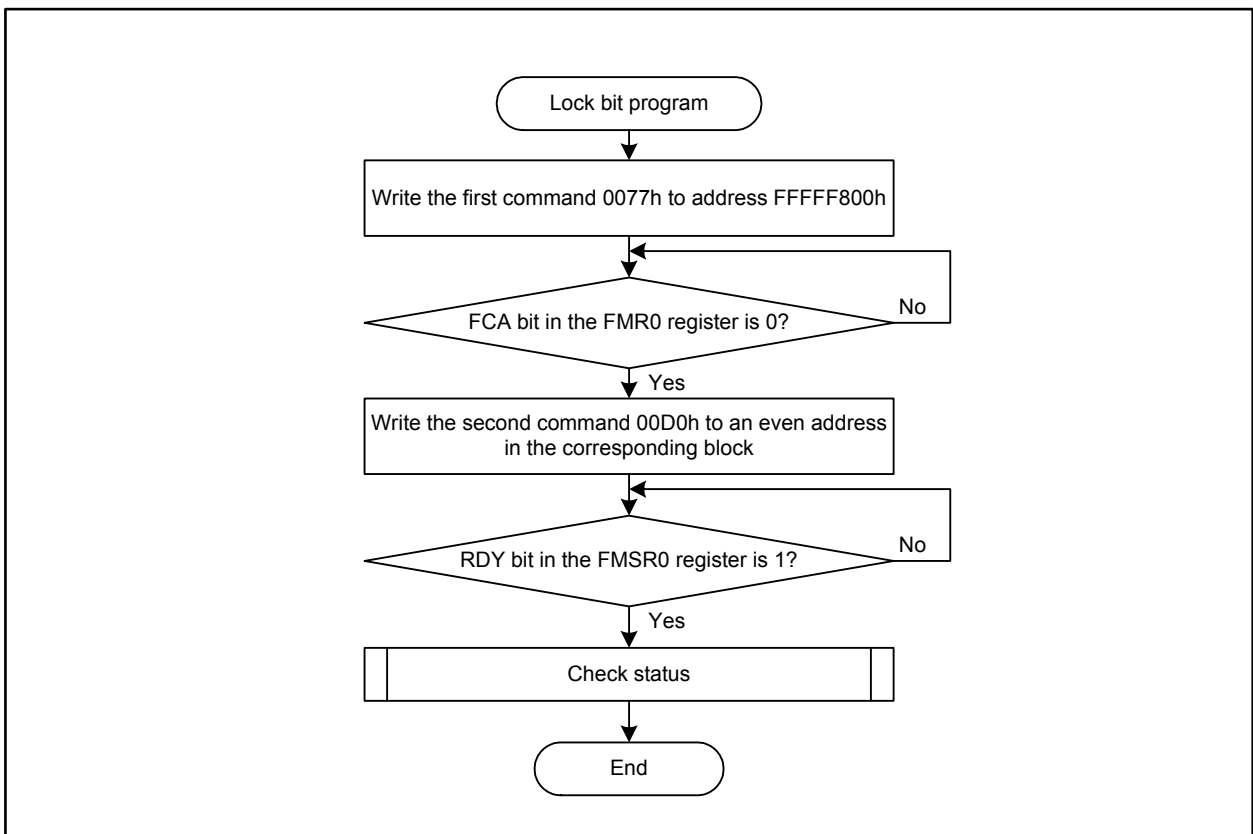 Lock bit program
Write the first command 0077h to address FFFFF800h
No
FCA bit in the FMR0 register is 0?
Yes
Write the second command 00D0h to an even address
in the corresponding block
No
RDY bit in the FMSR0 register is 1?
Yes
Check status
End